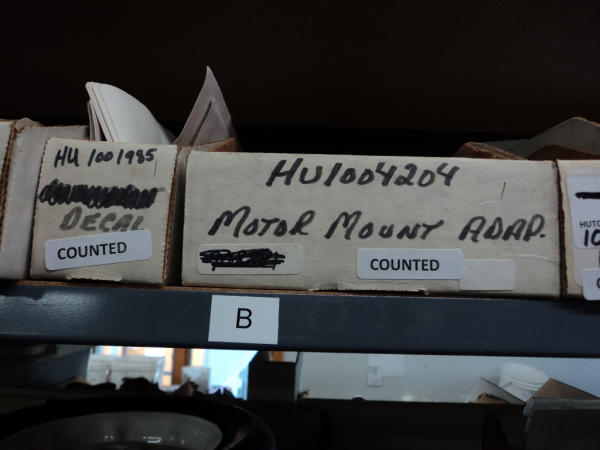 HU 1001985
DECAL
COUNTED
HU1004204
MOTOR MOUNT ADAP.
COUNTED
B